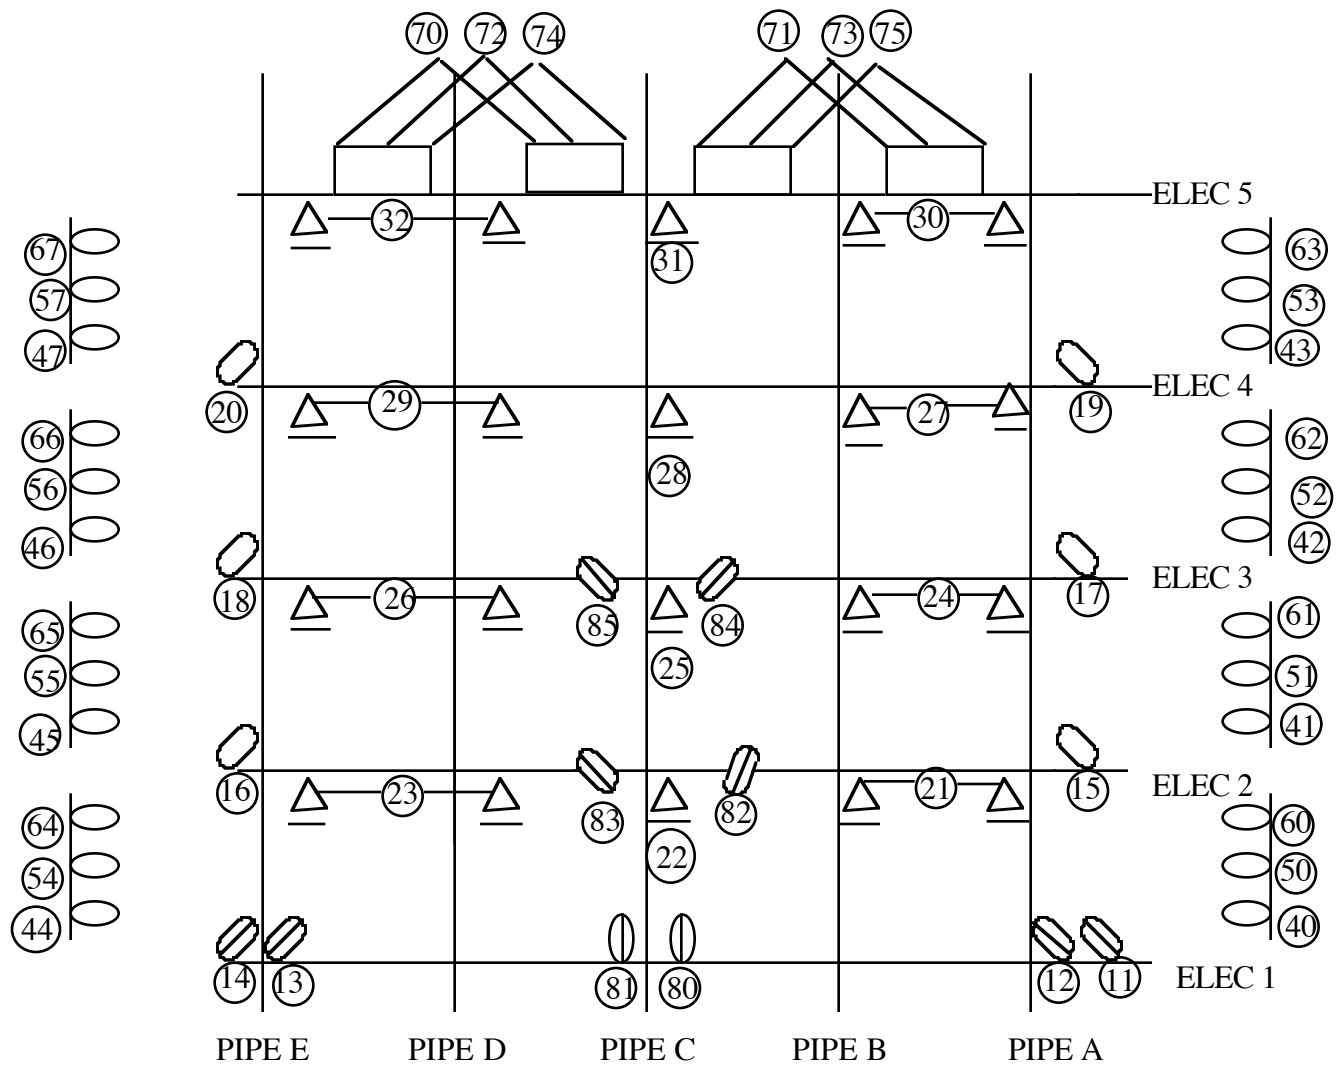 70 72 74 71 73 75
ELEC 5
32 30
67 31 63
57 53
47 43
ELEC 4
20 29 27 19
66 62
28
56 52
46 42
ELEC 3
18 26 24 17
65 85 84 61
55 25 51
45 41
ELEC 2
16 23 21 15
64 83 82 60
54 22 50
44 40
14 13 81 80 12 11 ELEC 1
PIPE E PIPE D PIPE C PIPE B PIPE A